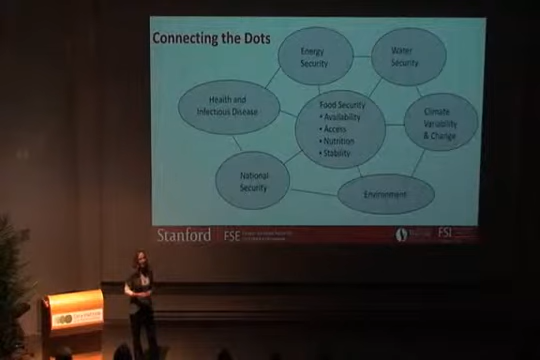 Connecting the Dots
Energy
Security
Water
Security
Health and
Infectious Disease
Food Security
• Availability
• Access
• Nutrition
• Stability
Climate
Variability
& Change
National
Security
Environment
Stanford
FSE
FSI